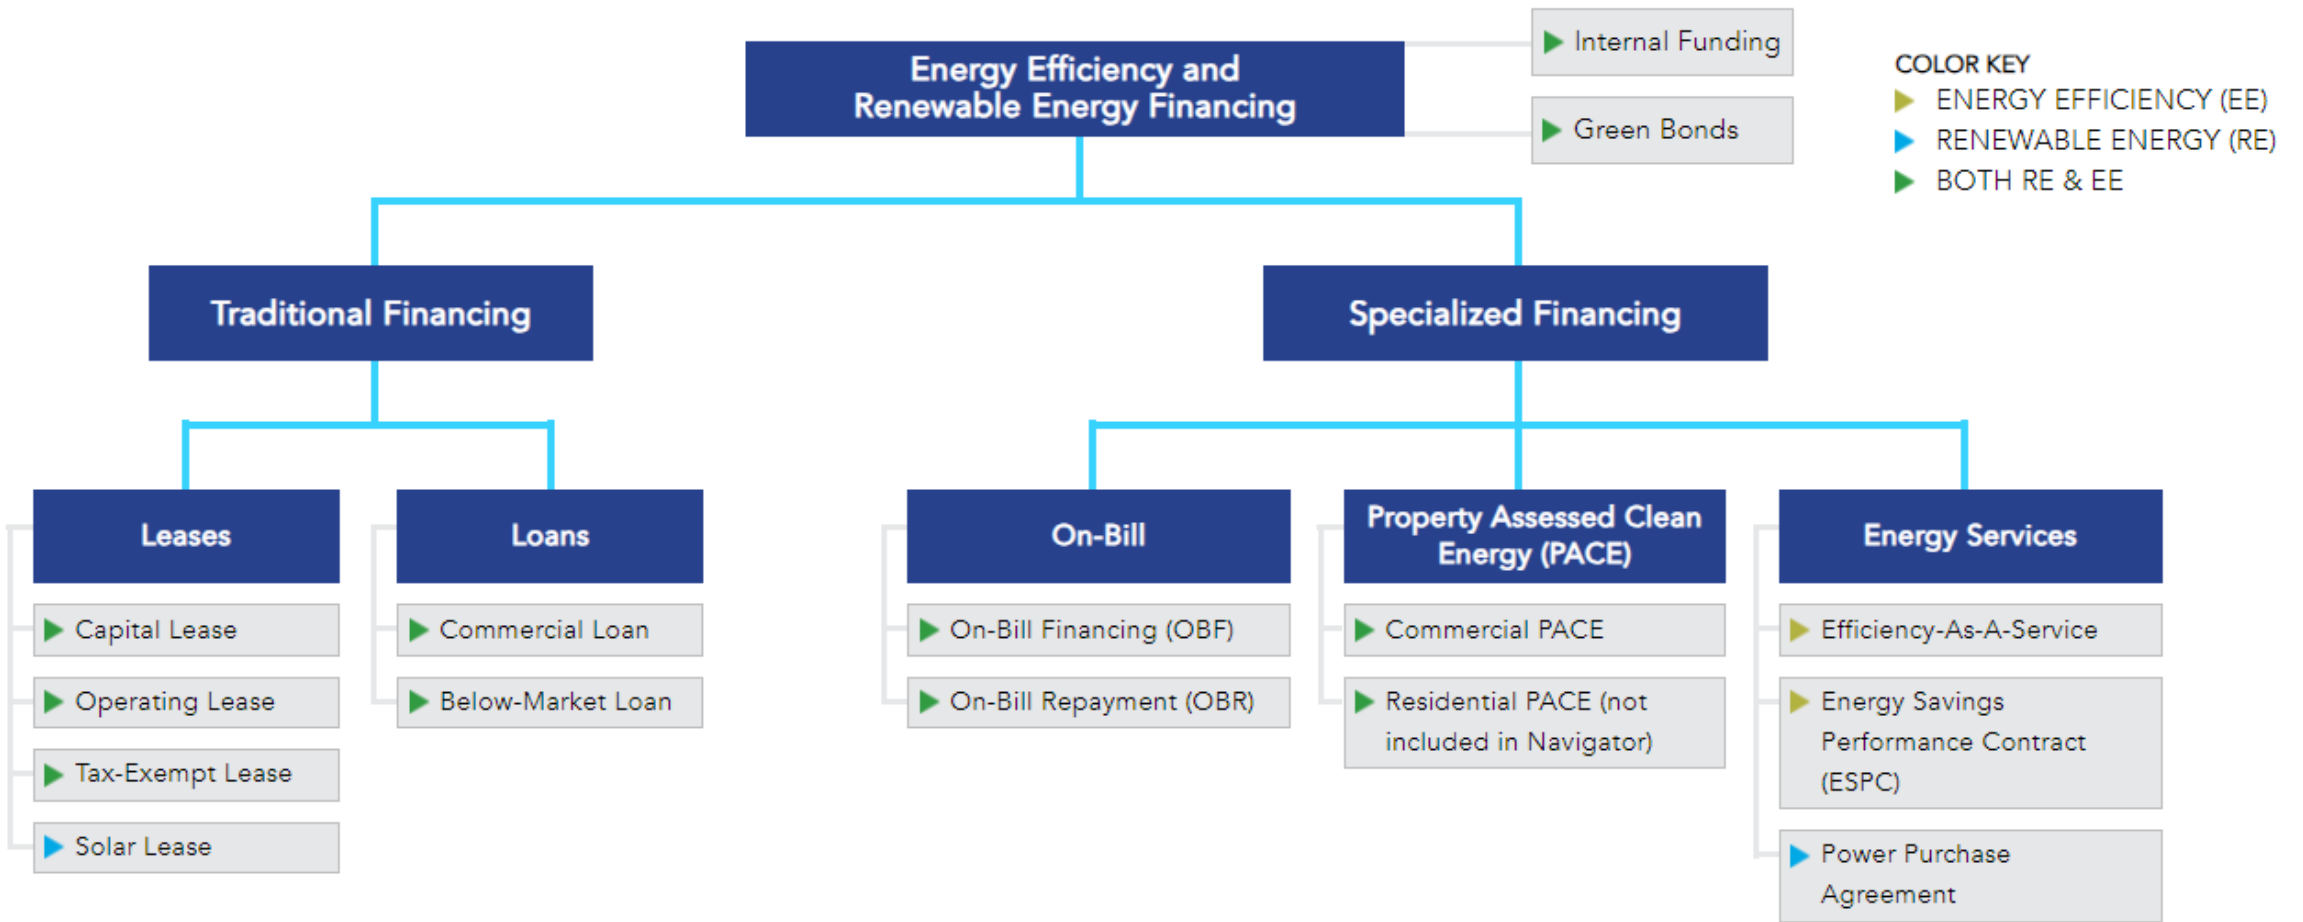 Energy Efficiency and
Renewable Energy Financing
Internal Funding
Green Bonds
COLOR KEY
ENERGY EFFICIENCY (EE)
RENEWABLE ENERGY (RE)
BOTH RE & EE
Traditional Financing
Specialized Financing
Leases
Capital Lease
Operating Lease
Tax-Exempt Lease
Solar Lease
Loans
Commercial Loan
Below-Market Loan
On-Bill
On-Bill Financing (OBF)
On-Bill Repayment (OBR)
Property Assessed Clean
Energy (PACE)
Commercial PACE
Residential PACE (not
included in Navigator)
Energy Services
Efficiency-As-A-Service
Energy Savings
Performance Contract
(ESPC)
Power Purchase
Agreement